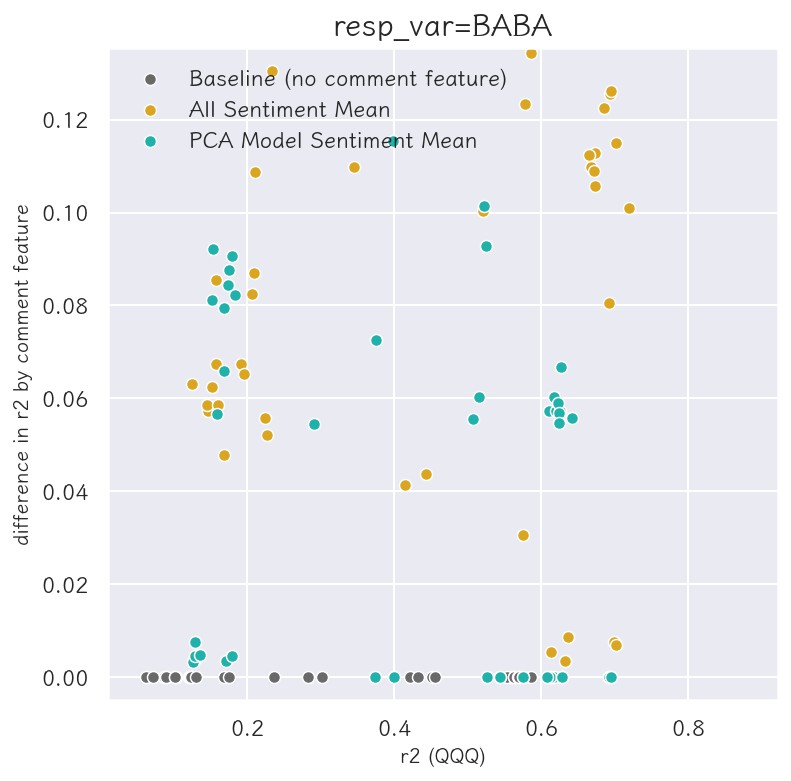 resp_var=BABA
Baseline (no comment feature)
All Sentiment Mean
PCA Model Sentiment Mean
difference in r2 by comment feature
0.12
0.10
0.08
0.06
0.04
0.02
0.00
0.2 0.4 0.6 0.8
r2 (QQQ)